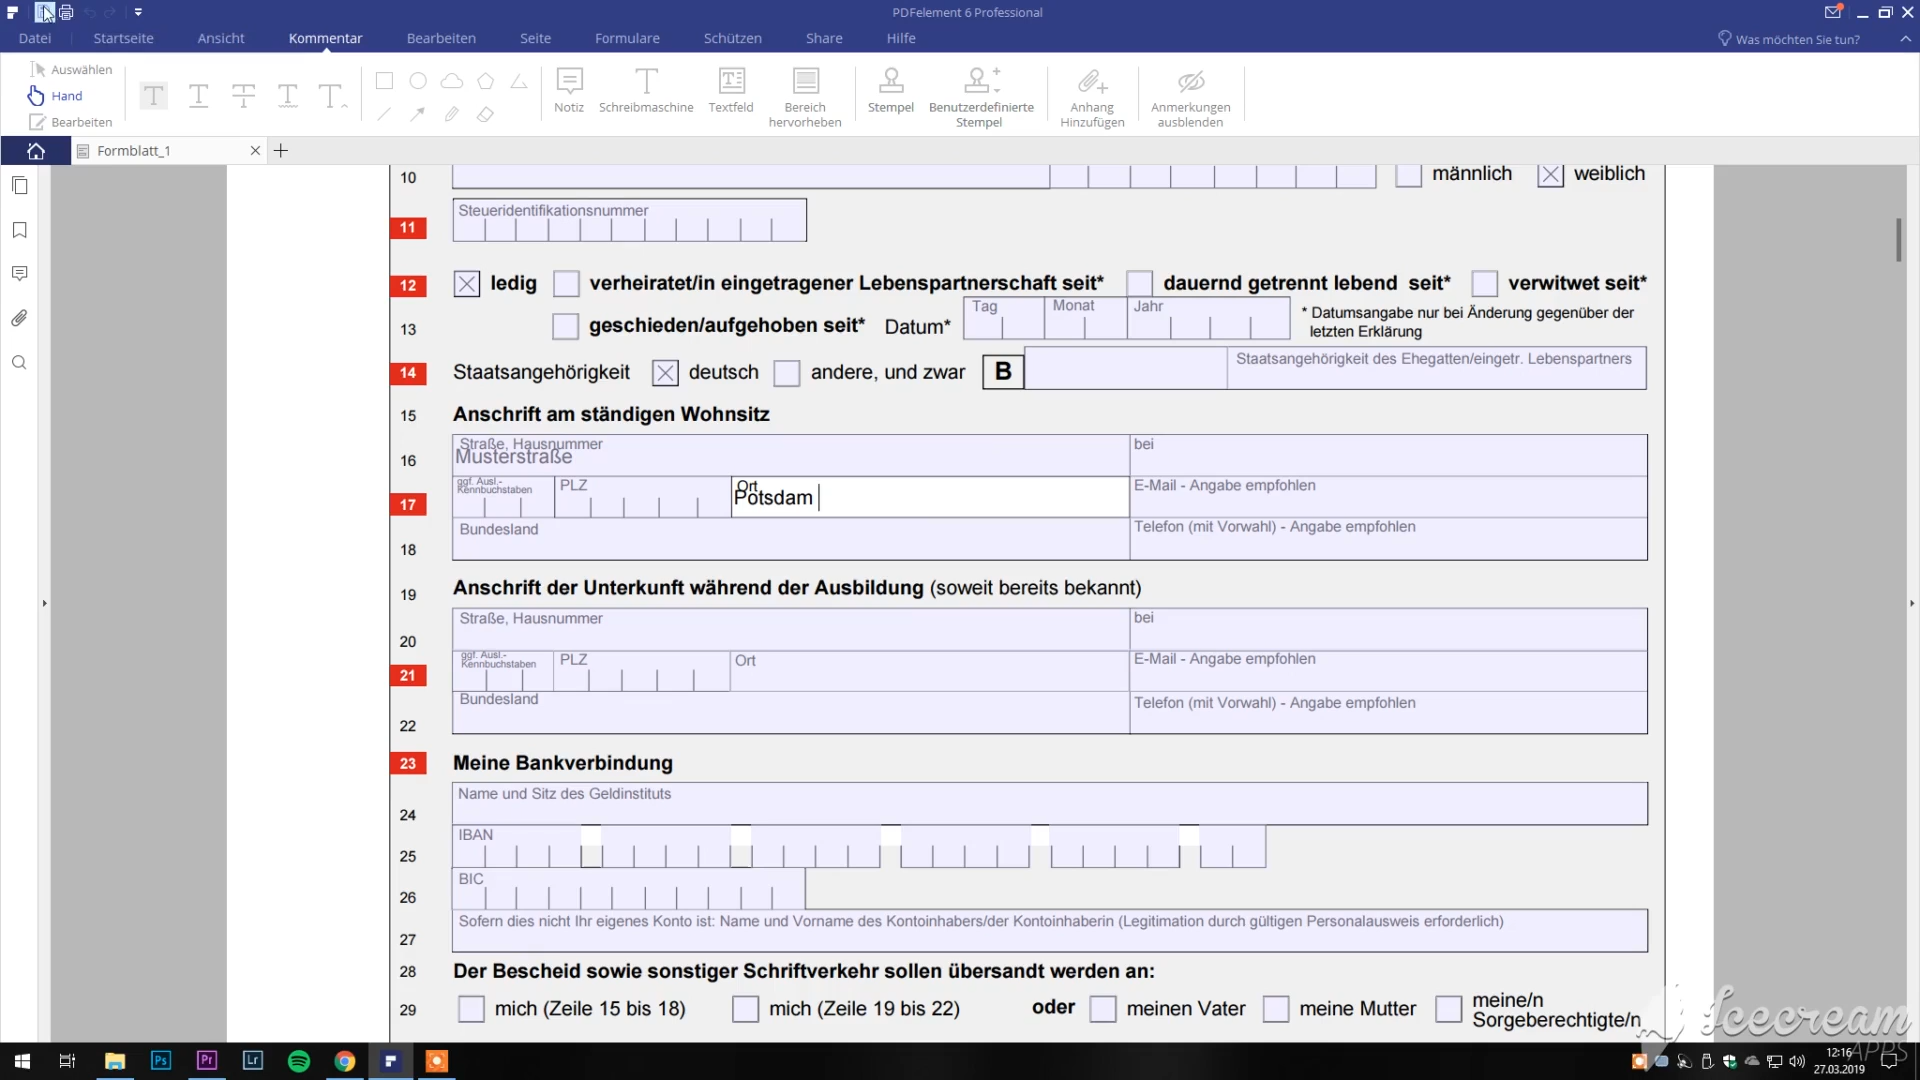 PDFelement 6 Professional
Datei Startseite Ansicht Kommentar Bearbeiten Seite Formulare Schützen Share Hilfe Was möchten Sie tun?
Auswählen
Hand
Bearbeiten
Notiz Schreibmaschine Textfeld Bereich hervorheben Stempel Benutzerdefinierte Stempel Anhang Hinzufügen Anmerkungen ausblenden
Formblatt_1
10 männlich weiblich
11 Steueridentifikationsnummer
12 ledig verheiratet/in eingetragener Lebenspartnerschaft seit* dauernd getrennt lebend seit* verwitwet seit*
13 geschieden/aufgehoben seit* Datum* Tag Monat Jahr * Datumsangabe nur bei Änderung gegenüber der
letzten Erklärung
14 Staatsangehörigkeit deutsch andere, und zwar B Staatsangehörigkeit des Ehegatten/eingetr. Lebenspartners
15 Anschrift am ständigen Wohnsitz
Straße, Hausnummer bei
16 Musterstraße
17 ggf. Ausl.-Kennbuchstaben PLZ Ort E-Mail - Angabe empfohlen
Potsdam
18 Bundesland Telefon (mit Vorwahl) - Angabe empfohlen
19 Anschrift der Unterkunft während der Ausbildung (soweit bereits bekannt)
20 Straße, Hausnummer bei
21 ggf. Ausl.-Kennbuchstaben PLZ Ort E-Mail - Angabe empfohlen
22 Bundesland Telefon (mit Vorwahl) - Angabe empfohlen
23 Meine Bankverbindung
24 Name und Sitz des Geldinstituts
25 IBAN
26 BIC
27 Sofern dies nicht Ihr eigenes Konto ist: Name und Vorname des Kontoinhabers/der Kontoinhaberin (Legitimation durch gültigen Personalausweis erforderlich)
28 Der Bescheid sowie sonstiger Schriftverkehr sollen übersandt werden an:
29 mich (Zeile 15 bis 18) mich (Zeile 19 bis 22) oder meinen Vater meine Mutter meine/n
Sorgeberechtigte/n
Icecream
APPS
Ps Pr Lr
12:16
27.03.2019